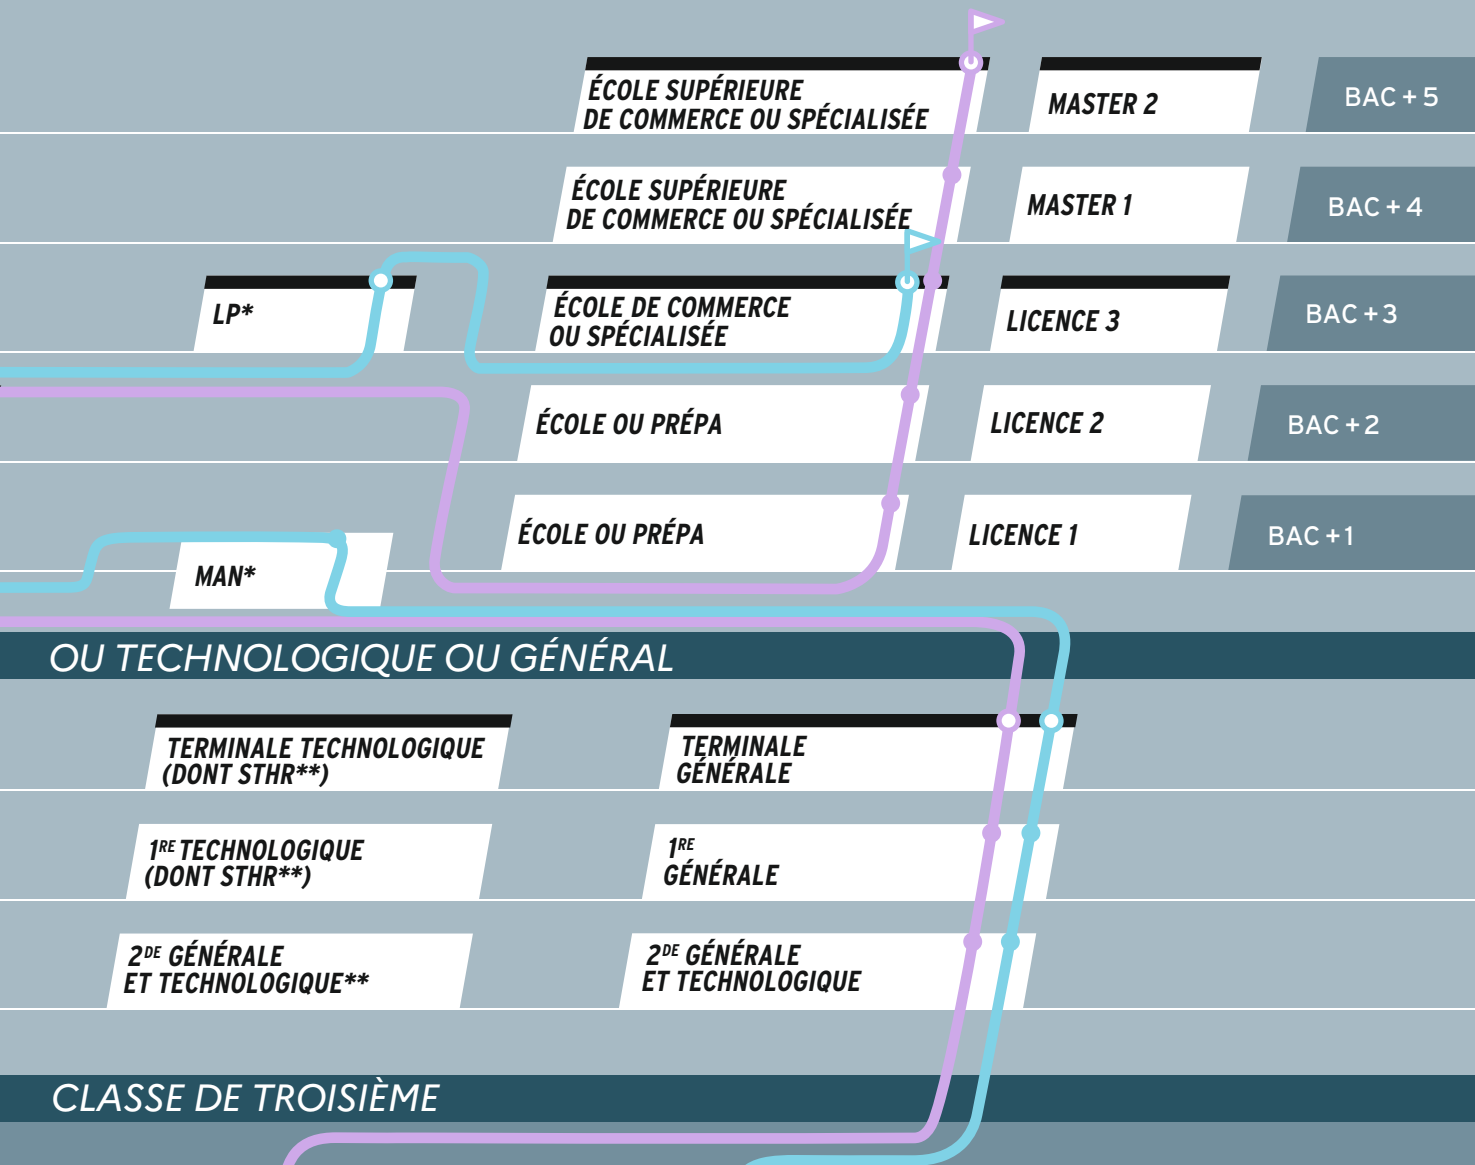 ÉCOLE SUPÉRIEURE
DE COMMERCE OU SPÉCIALISÉE
MASTER 2
BAC + 5
ÉCOLE SUPÉRIEURE
DE COMMERCE OU SPÉCIALISÉE
MASTER 1
BAC + 4
LP*
ÉCOLE DE COMMERCE
OU SPÉCIALISÉE
LICENCE 3
BAC + 3
ÉCOLE OU PRÉPA
LICENCE 2
BAC + 2
MAN*
ÉCOLE OU PRÉPA
LICENCE 1
BAC + 1
OU TECHNOLOGIQUE OU GÉNÉRAL
TERMINALE TECHNOLOGIQUE
(DONT STHR**)
TERMINALE
GÉNÉRALE
1RE TECHNOLOGIQUE
(DONT STHR**)
1RE
GÉNÉRALE
2DE GÉNÉRALE
ET TECHNOLOGIQUE**
2DE GÉNÉRALE
ET TECHNOLOGIQUE
CLASSE DE TROISIÈME